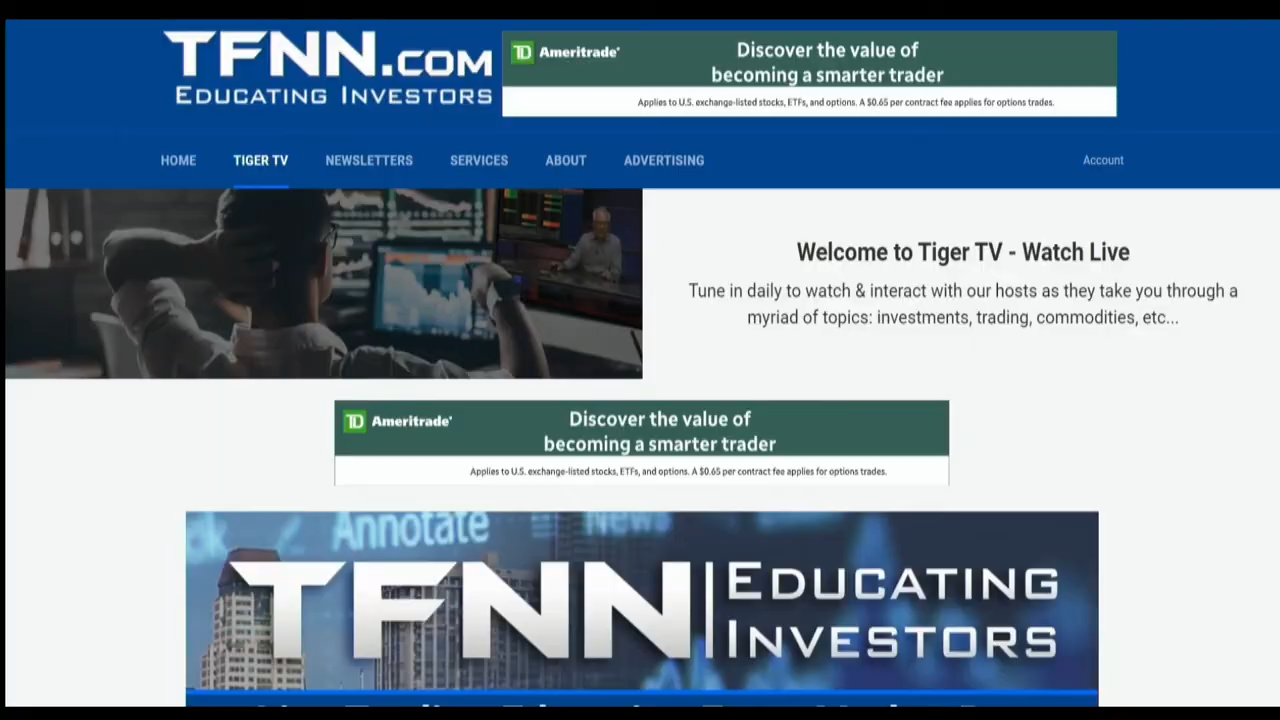 TFNN.COM
EDUCATING INVESTORS
TD Ameritrade
Discover the value of
becoming a smarter trader
Applies to U.S. exchange-listed stocks, ETFs, and options. A $0.65 per contract fee applies for options trades.
HOME TIGER TV NEWSLETTERS SERVICES ABOUT ADVERTISING Account
Welcome to Tiger TV - Watch Live
Tune in daily to watch & interact with our hosts as they take you through a
myriad of topics: investments, trading, commodities, etc...
TD Ameritrade
Discover the value of
becoming a smarter trader
Applies to U.S. exchange-listed stocks, ETFs, and options. A $0.65 per contract fee applies for options trades.
Annotate News
TFNN EDUCATING
INVESTORS